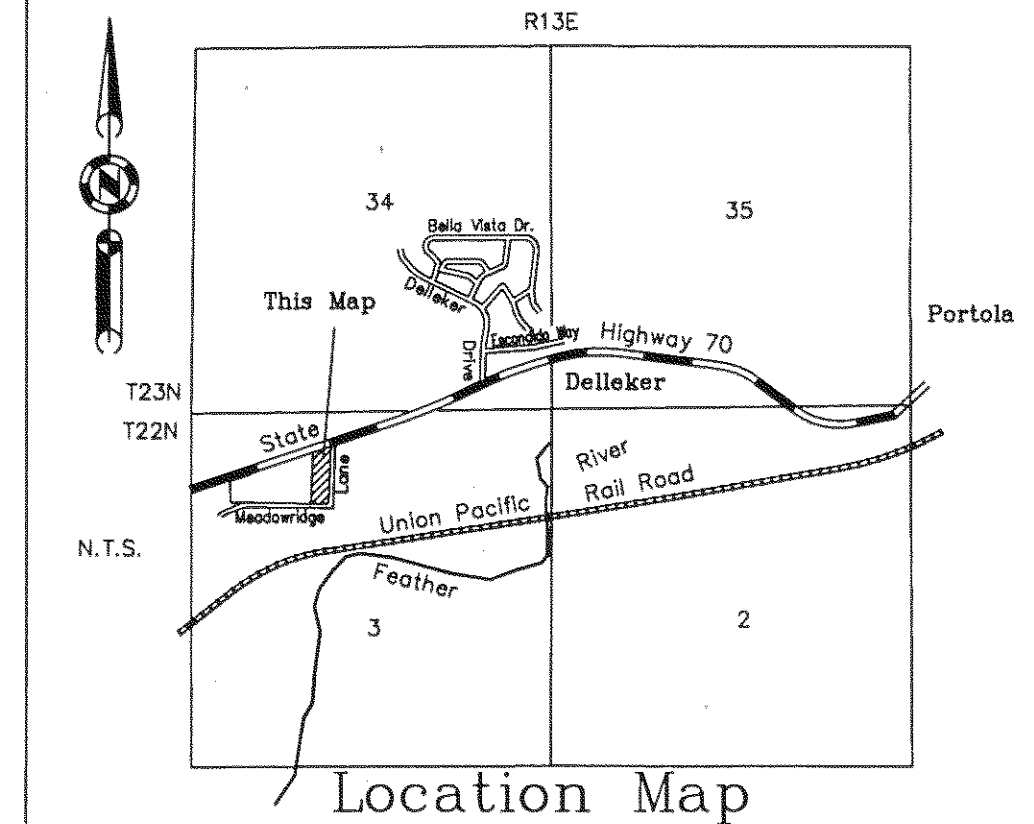 R13E
N
34
35
Bella Vista Dr.
Delleker
This Map
Portola
Escondido Way
Highway 70
Drive
Delleker
T23N
T22N
State
Lane
River
Rail Road
Meadowridge
Union Pacific
N.T.S.
Feather
3
2
Location Map